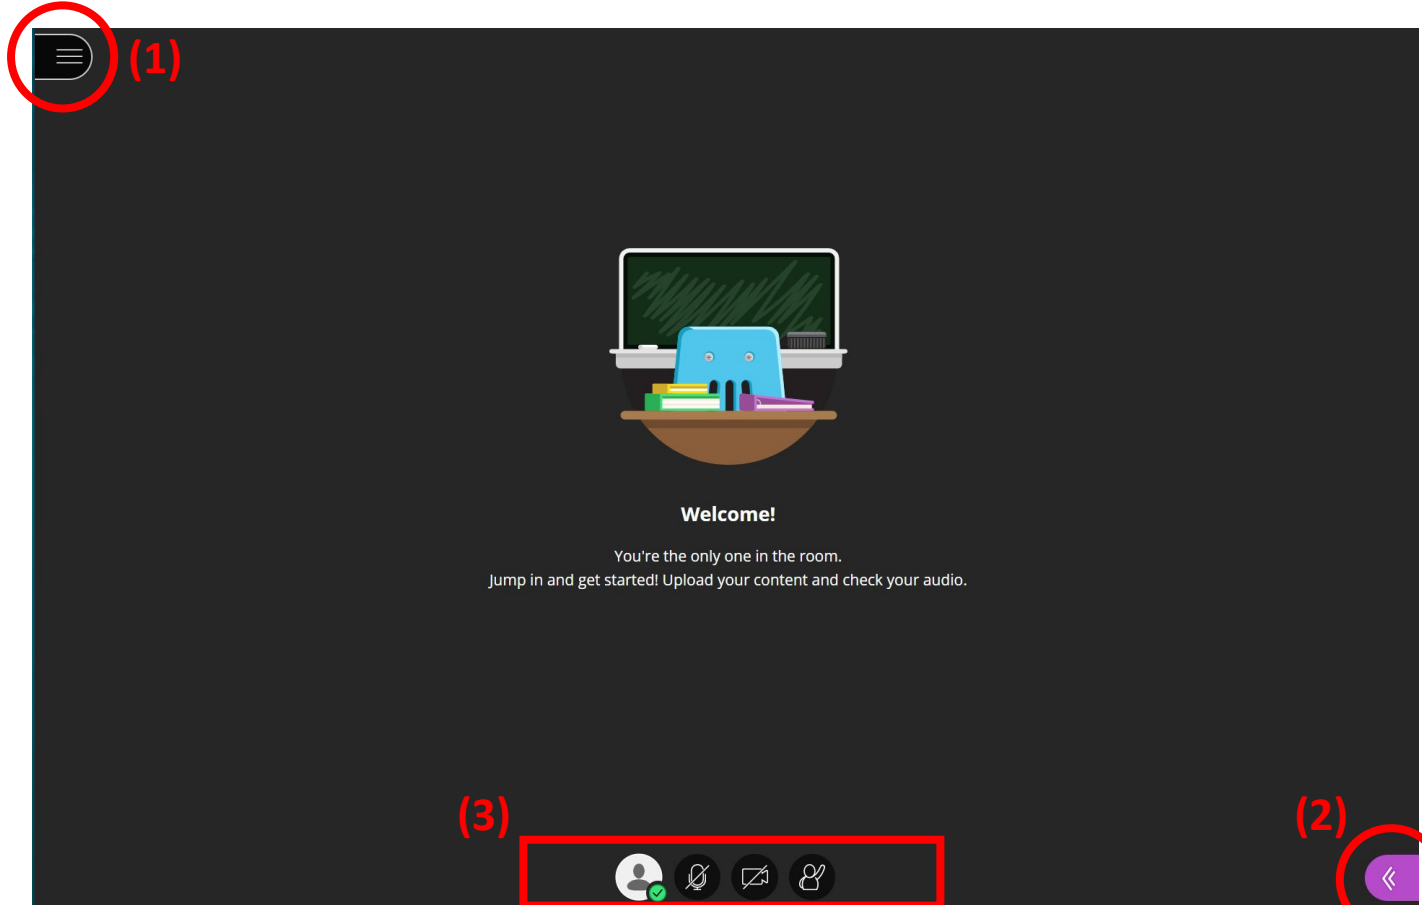 (1)
Welcome!
You're the only one in the room.
Jump in and get started! Upload your content and check your audio.
(3)
(2)